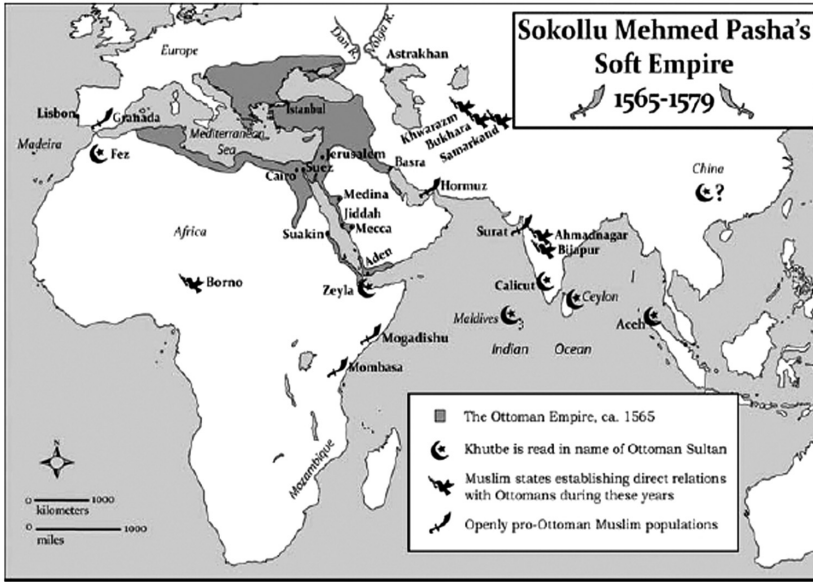 Sokollu Mehmed Pasha's
Soft Empire
1565-1579
Europe
Dan R.
Volga R.
Astrakhan
Lisbon
Granada
Istanbul
Khwarazm
Bukhara
Samarkand
Madeira
Mediterranean
Sea
Fez
Jerusalem
Cairo
Suez
Basra
Hormuz
China
?
Medina
Jiddah
Mecca
Africa
Suakin
Aden
Surat
Ahmadnagar
Bijapur
Borno
Zeyla
Calicut
Ceylon
Maldives
Aceh
Mogadishu
Indian Ocean
Mombasa
Mozambique
The Ottoman Empire, ca. 1565
Khutbe is read in name of Ottoman Sultan
Muslim states establishing direct relations
with Ottomans during these years
Openly pro-Ottoman Muslim populations
N
0 1000
kilometers
0 1000
miles